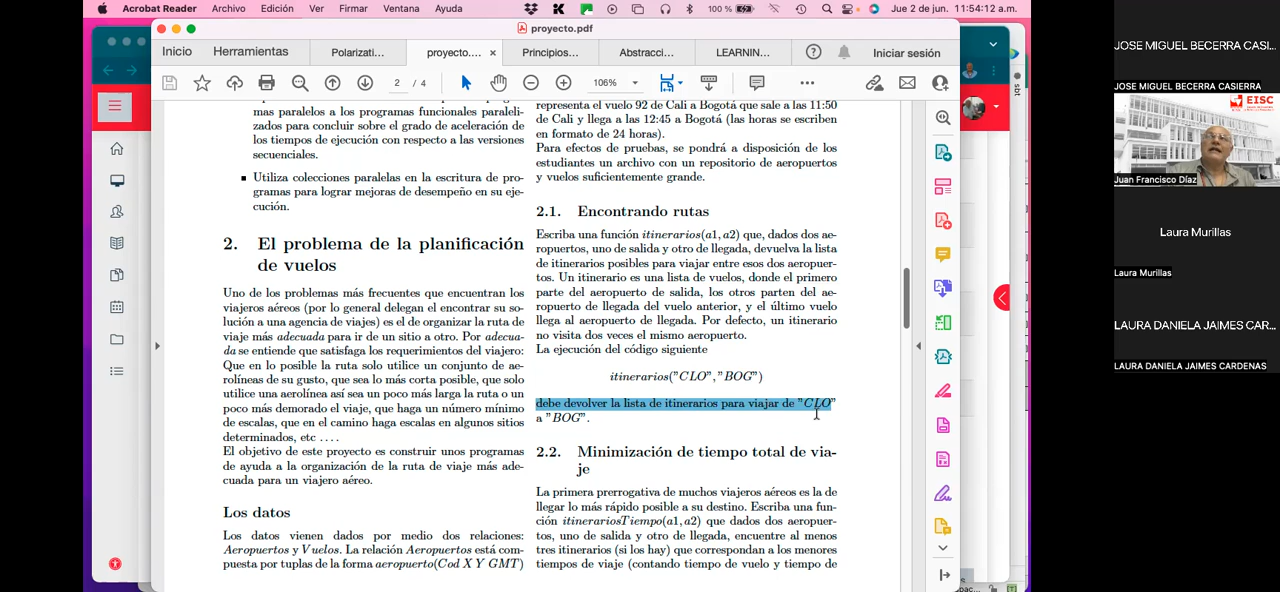 Acrobat Reader Archivo Edición Ver Firmar Ventana Ayuda 100 % Jue 2 de jun. 11:54:12 a.m.
proyecto.pdf
Inicio Herramientas Polarizati... proyecto.... × Principios... Abstracci... LEARNIN... Iniciar sesión
2 / 4 106%
mas paralelos a los programas funcionales paraleli-
zados para concluir sobre el grado de aceleración de
los tiempos de ejecución con respecto a las versiones
secuenciales.
Utiliza colecciones paralelas en la escritura de pro-
gramas para lograr mejoras de desempeño en su eje-
cución.
2. El problema de la planificación
de vuelos
Uno de los problemas más frecuentes que encuentran los
viajeros aéreos (por lo general delegan el encontrar su so-
lución a una agencia de viajes) es el de organizar la ruta de
viaje más adecuada para ir de un sitio a otro. Por adecua-
da se entiende que satisfaga los requerimientos del viajero:
Que en lo posible la ruta solo utilice un conjunto de ae-
rolíneas de su gusto, que sea lo más corta posible, que solo
utilice una aerolínea así sea un poco más larga la ruta o un
poco más demorado el viaje, que haga un número mínimo
de escalas, que en el camino haga escalas en algunos sitios
determinados, etc ....
El objetivo de este proyecto es construir unos programas
de ayuda a la organización de la ruta de viaje más ade-
cuada para un viajero aéreo.
Los datos
Los datos vienen dados por medio dos relaciones:
Aeropuertos y Vuelos. La relación Aeropuertos está com-
puesta por tuplas de la forma aeropuerto(Cod X Y GMT)
representa el vuelo 92 de Cali a Bogotá que sale a las 11:50
de Cali y llega a las 12:45 a Bogotá (las horas se escriben
en formato de 24 horas).
Para efectos de pruebas, se pondrá a disposición de los
estudiantes un archivo con un repositorio de aeropuertos
y vuelos suficientemente grande.
2.1. Encontrando rutas
Escriba una función itinerarios(a1, a2) que, dados dos ae-
ropuertos, uno de salida y otro de llegada, devuelva la lista
de itinerarios posibles para viajar entre esos dos aeropuer-
tos. Un itinerario es una lista de vuelos, donde el primero
parte del aeropuerto de salida, los otros parten del ae-
ropuerto de llegada del vuelo anterior, y el último vuelo
llega al aeropuerto de llegada. Por defecto, un itinerario
no visita dos veces el mismo aeropuerto.
La ejecución del código siguiente
itinerarios("CLO","BOG")
debe devolver la lista de itinerarios para viajar de "CLO"
a "BOG".
2.2. Minimización de tiempo total de via-
je
La primera prerrogativa de muchos viajeros aéreos es la de
llegar lo más rápido posible a su destino. Escriba una fun-
ción itinerariosTiempo(a1, a2) que dados dos aeropuer-
tos, uno de salida y otro de llegada, encuentre al menos
tres itinerarios (si los hay) que correspondan a los menores
tiempos de viaje (contando tiempo de vuelo y tiempo de
sbt
JOSE MIGUEL BECERRA CASI...
JOSE MIGUEL BECERRA CASIERRA
EISC
Juan Francisco Díaz
Laura Murillas
Laura Murillas
LAURA DANIELA JAIMES CAR...
LAURA DANIELA JAIMES CARDENAS